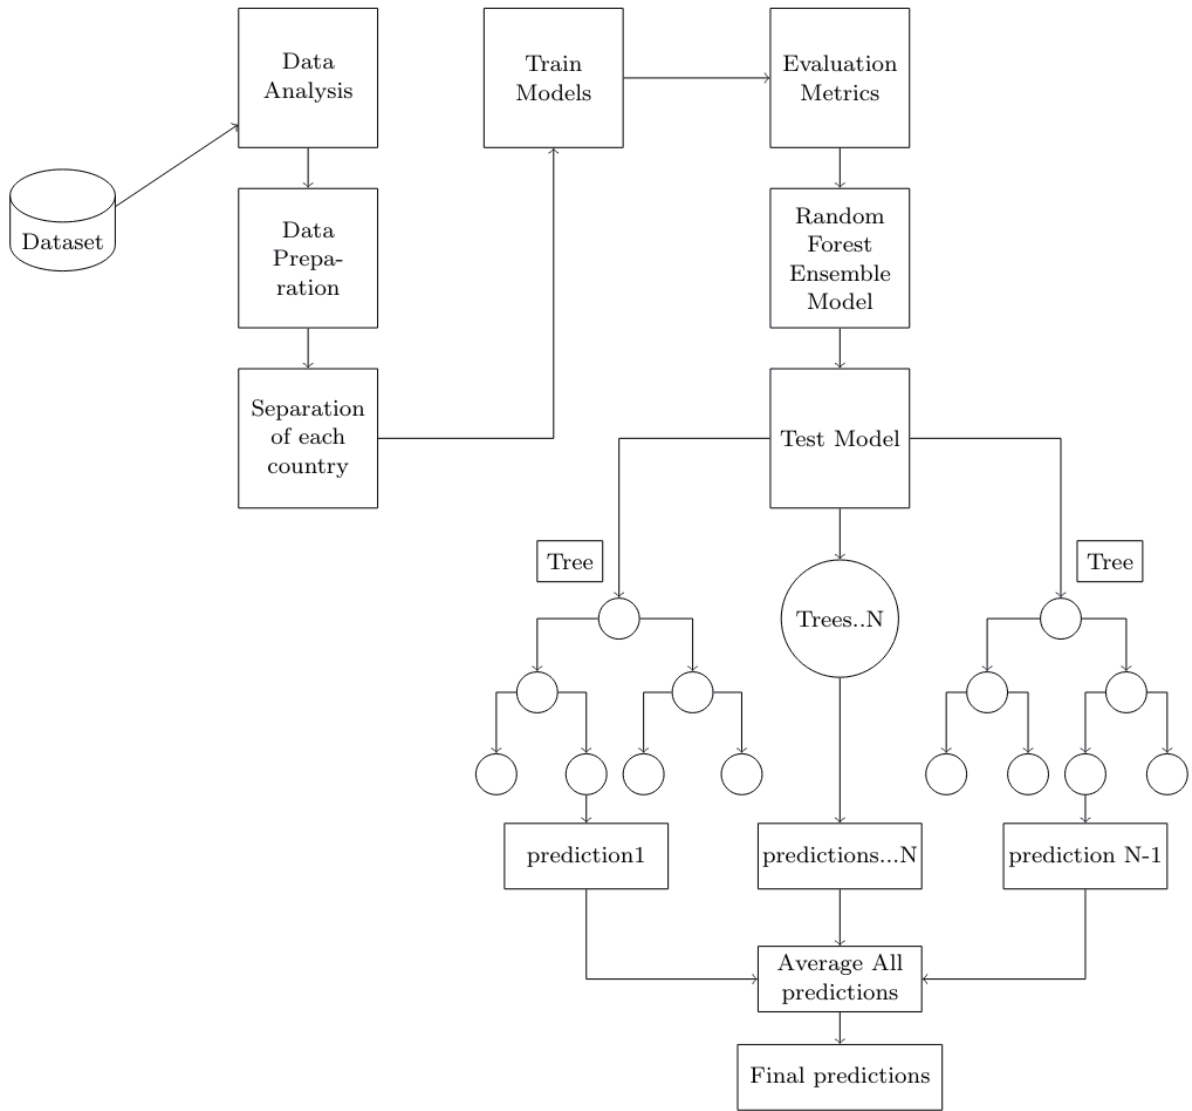 Dataset
Data
Analysis
Data
Prepa-
ration
Separation
of each
country
Train
Models
Evaluation
Metrics
Random
Forest
Ensemble
Model
Test Model
Tree
Trees..N
Tree
prediction1
predictions...N
prediction N-1
Average All
predictions
Final predictions